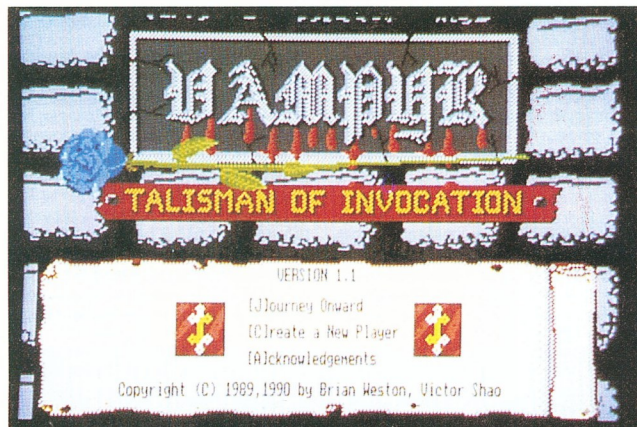 VAMPYR
TALISMAN OF INVOCATION
VERSION 1.1
[J]ourney Onward
[C]reate a New Player
[A]cknowledgements
Copyright (C) 1989,1990 by Brian Weston, Victor Shao